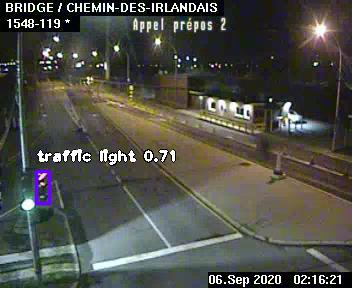 BRIDGE / CHEMIN-DES-IRLANDAIS
1548-119 *
Appel prépos 2
traffic light 0.71
06.Sep 2020 02:16:21